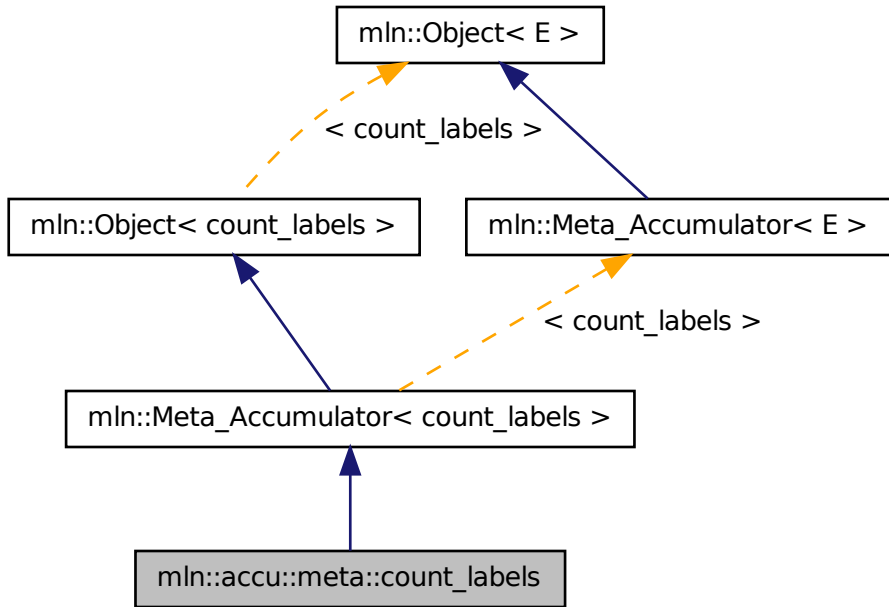 mln::Object< E >
< count_labels >
mln::Object< count_labels >
mln::Meta_Accumulator< E >
< count_labels >
mln::Meta_Accumulator< count_labels >
mln::accu::meta::count_labels